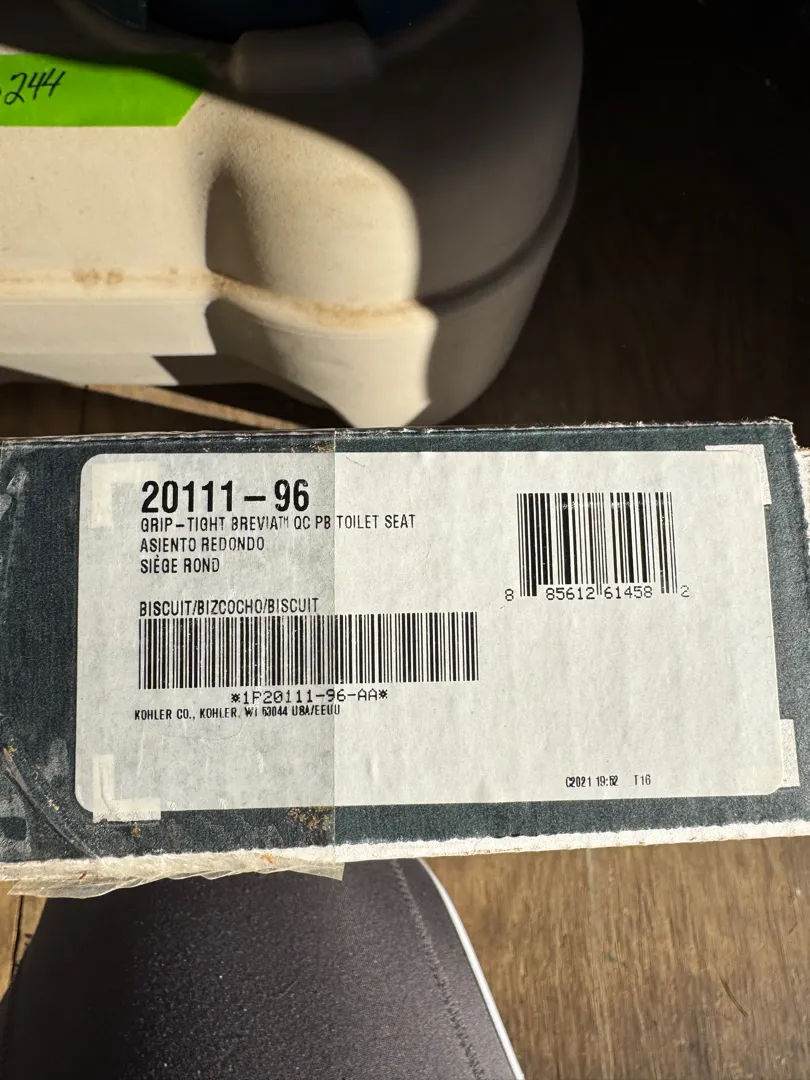 244
20111-96
GRIP-TIGHT BREVIA™ QC PB TOILET SEAT
ASIENTO REDONDO
SIÈGE ROND
BISCUIT/BIZCOCHO/BISCUIT
*1P20111-96-AA*
KOHLER CO., KOHLER, WI 53044 USA/EEUU
8 85612 61458 2
C2021 19:52 T16